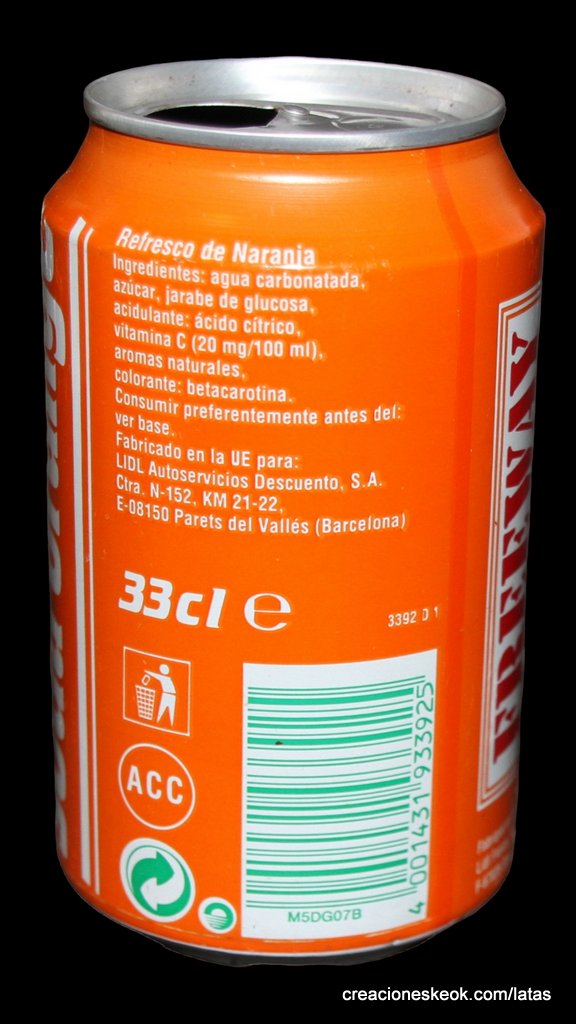 Refresco de Naranja
Ingredientes: agua carbonatada,
azúcar, jarabe de glucosa,
acidulante: ácido cítrico,
vitamina C (20 mg/100 ml),
aromas naturales,
colorante: betacarotina.
Consumir preferentemente antes del:
ver base.
Fabricado en la UE para:
LIDL Autoservicios Descuento, S.A.
Ctra. N-152, KM 21-22,
E-08150 Parets del Vallés (Barcelona)
33cl e
3392 D 1
ACC
4 001431 933925
M5DG07B
FREEWAY
creacioneskeok.com/latas